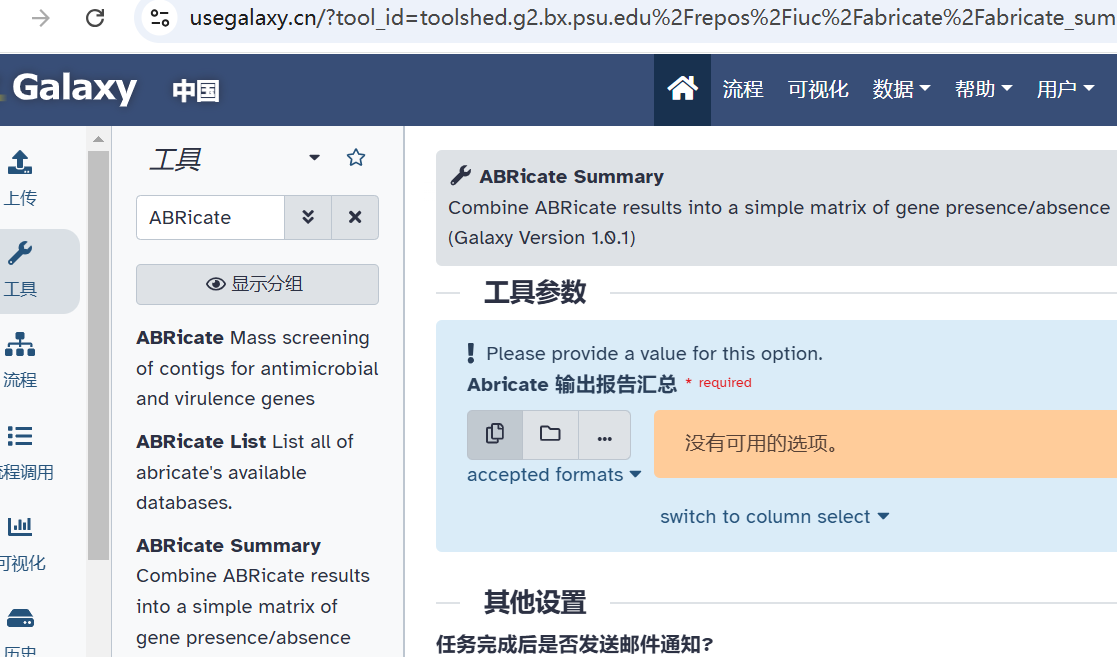 usegalaxy.cn/?tool_id=toolshed.g2.bx.psu.edu%2Frepos%2Fiuc%2Fabricate%2Fabricate_sum
Galaxy 中国 流程 可视化 数据 帮助 用户
上传
工具
流程
程调用
可视化
历史
工具
ABRicate
显示分组
ABRicate Mass screening
of contigs for antimicrobial
and virulence genes
ABRicate List List all of
abricate's available
databases.
ABRicate Summary
Combine ABRicate results
into a simple matrix of
gene presence/absence
ABRicate Summary
Combine ABRicate results into a simple matrix of gene presence/absence
(Galaxy Version 1.0.1)
工具参数
Please provide a value for this option.
Abricate 输出报告汇总 * required
没有可用的选项。
accepted formats
switch to column select
其他设置
任务完成后是否发送邮件通知?